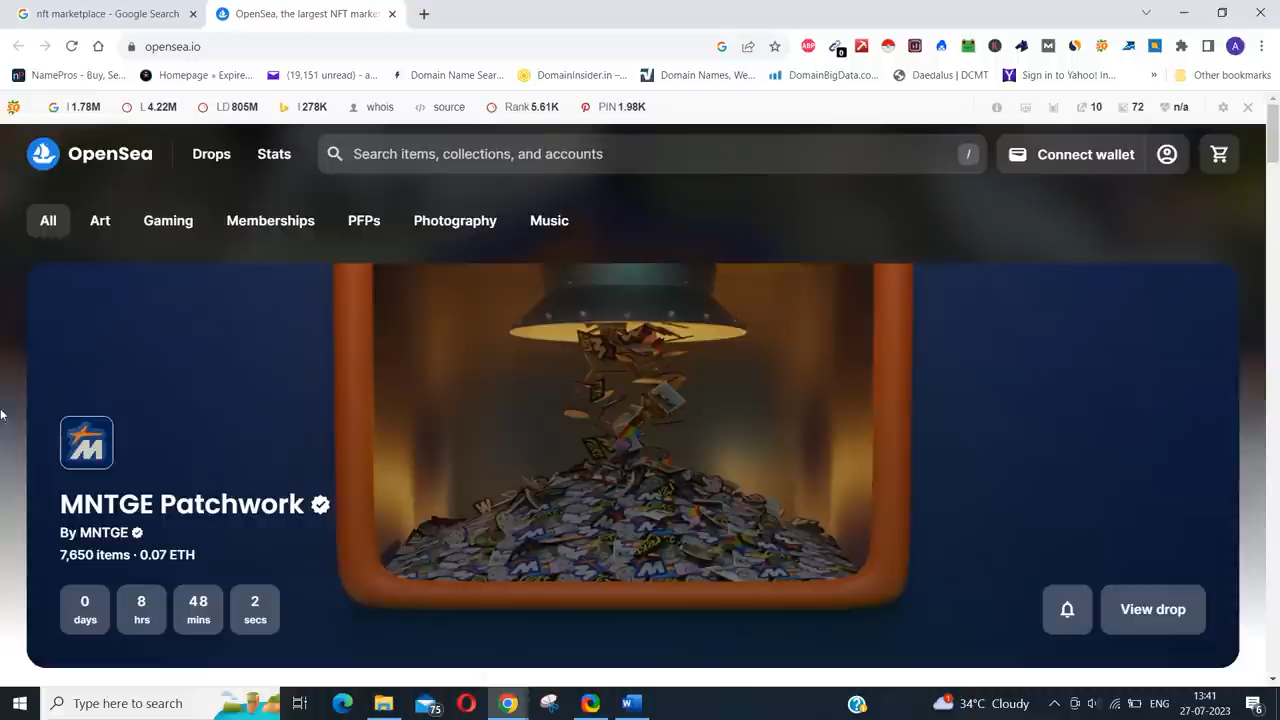 nft marketplace - Google Search
OpenSea, the largest NFT marke
opensea.io
ABP
0
A
NamePros - Buy, Se...
Homepage » Expire...
(19,151 unread) - a...
Domain Name Sear...
DomainInsider.in –...
Domain Names, We...
DomainBigData.co...
Daedalus | DCMT
Sign in to Yahoo! In...
»
Other bookmarks
I 1.78M
L 4.22M
LD 805M
I 278K
whois
source
Rank 5.61K
PIN 1.98K
10
72
n/a
OpenSea
Drops
Stats
Search items, collections, and accounts
/
Connect wallet
All
Art
Gaming
Memberships
PFPs
Photography
Music
M
MNTGE Patchwork
By MNTGE
7,650 items · 0.07 ETH
0 8 48 2
days hrs mins secs
View drop
Type here to search
75
34°C Cloudy
ENG
13:41
27-07-2023
6